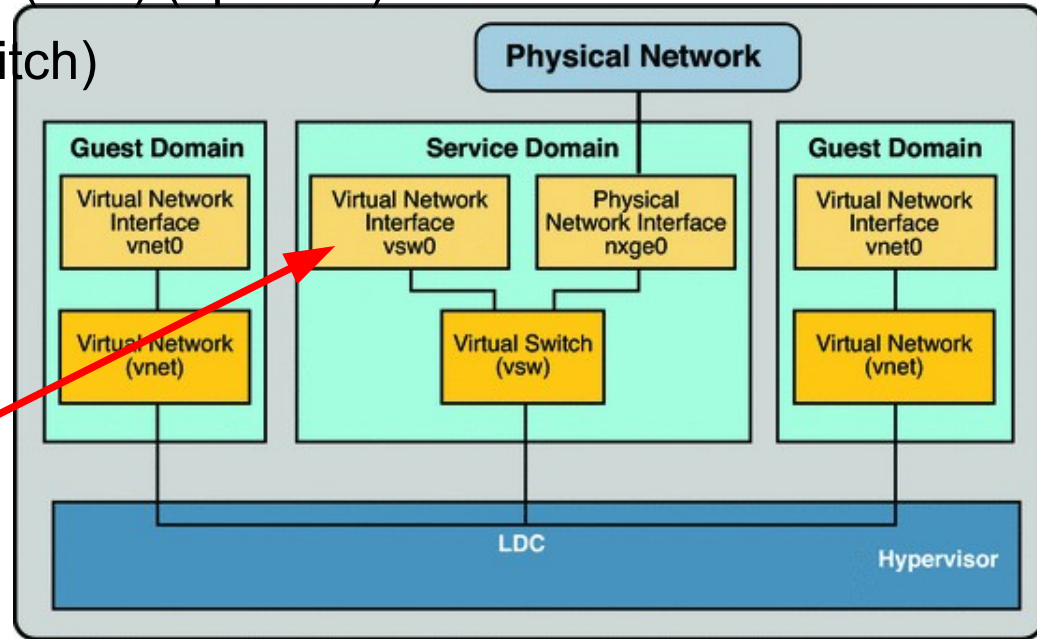 itch)
Physical Network
Guest Domain
Virtual Network
Interface
vnet0
Virtual Network
(vnet)
Service Domain
Virtual Network
Interface
vsw0
Physical
Network Interface
nxge0
Virtual Switch
(vsw)
Guest Domain
Virtual Network
Interface
vnet0
Virtual Network
(vnet)
LDC
Hypervisor